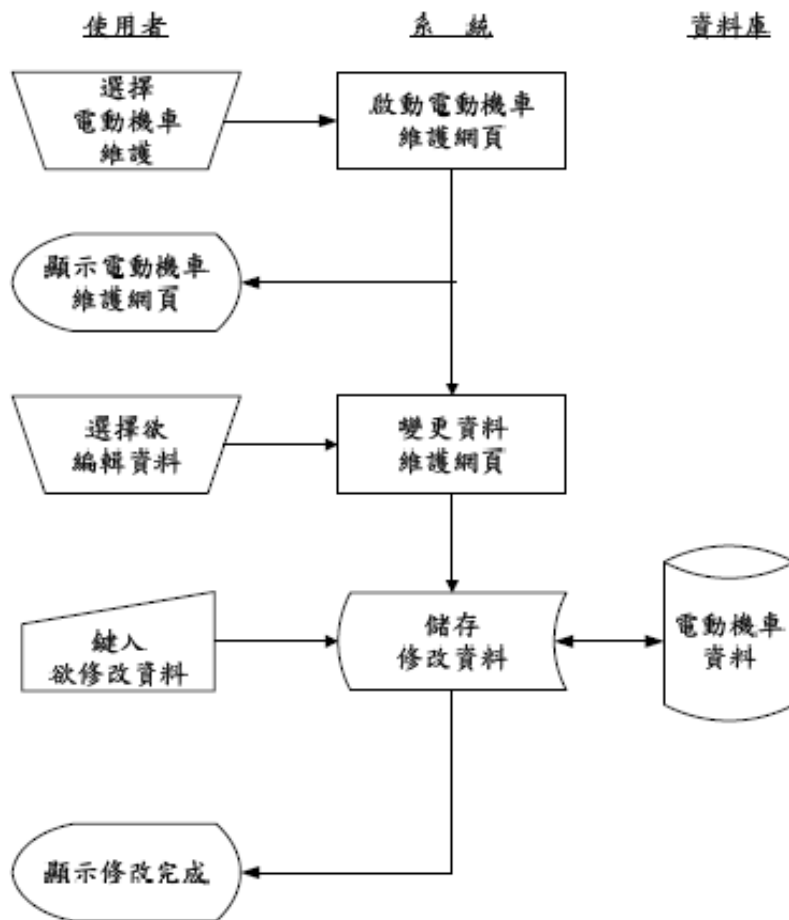 使用者
系 統
資料庫
選擇
電動機車
維護
啟動電動機車
維護網頁
顯示電動機車
維護網頁
選擇欲
編輯資料
變更資料
維護網頁
鍵入
欲修改資料
儲存
修改資料
電動機車
資料
顯示修改完成